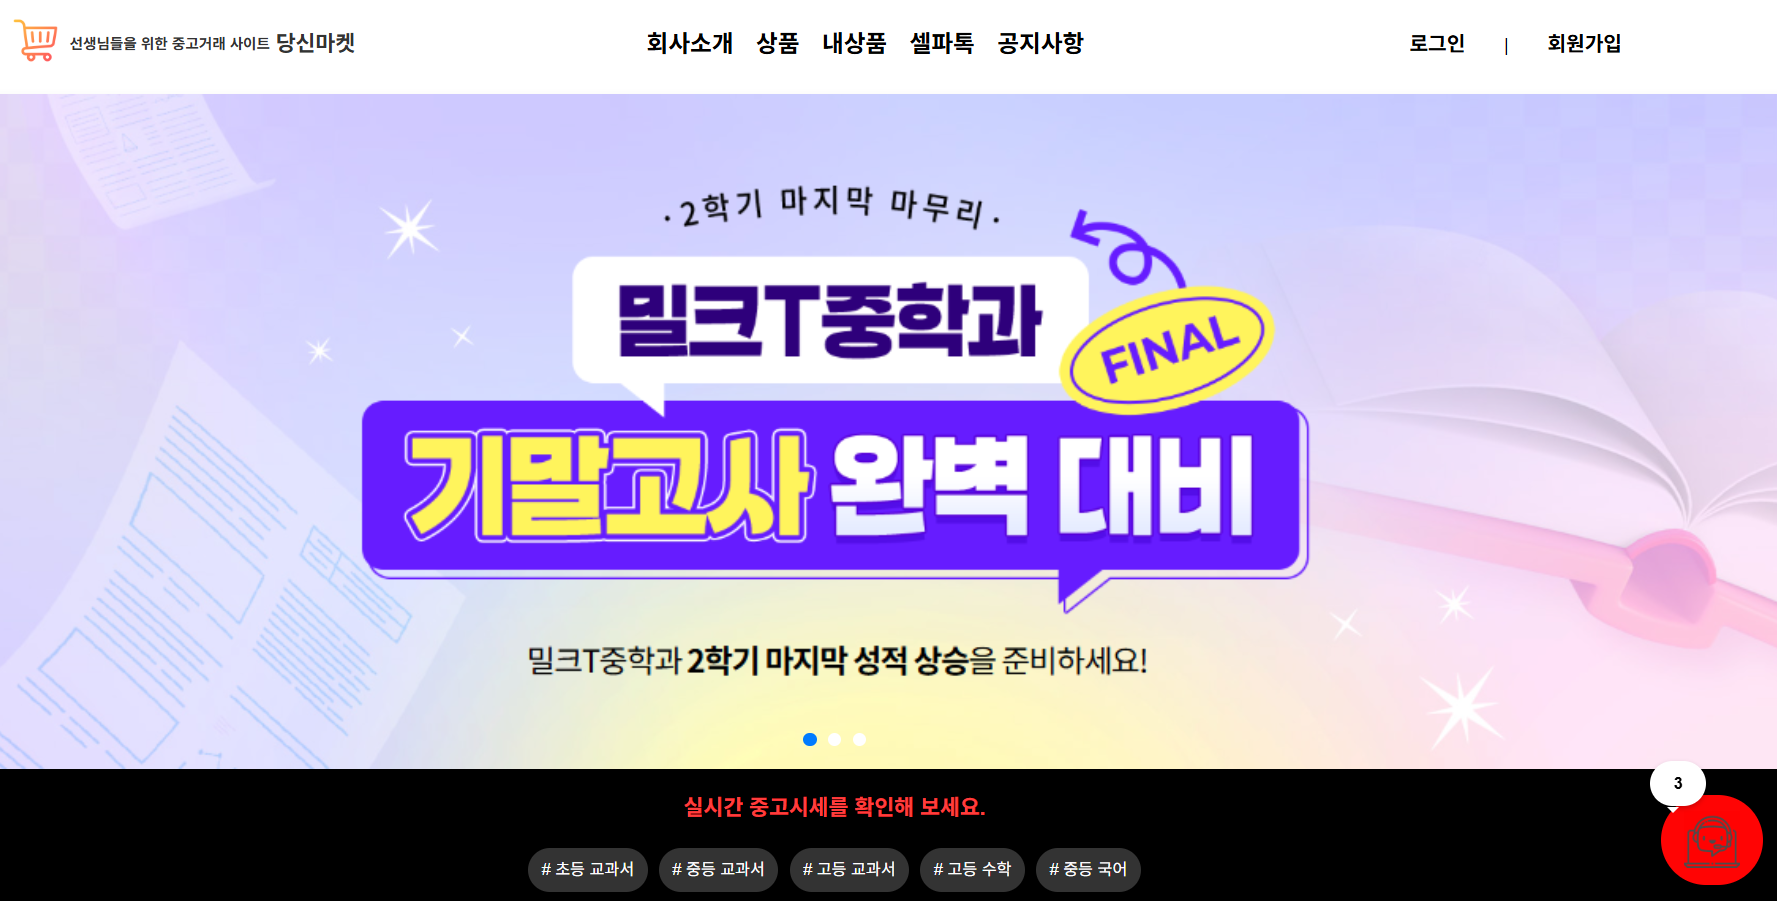 선생님들을 위한 중고거래 사이트 당신마켓
회사소개 상품 내상품 셀파톡 공지사항
로그인 | 회원가입
·2학기 마지막 마무리·
밀크T중학과
FINAL
기말고사 완벽 대비
밀크T중학과 2학기 마지막 성적 상승을 준비하세요!
3
실시간 중고시세를 확인해 보세요.
# 초등 교과서 # 중등 교과서 # 고등 교과서 # 고등 수학 # 중등 국어